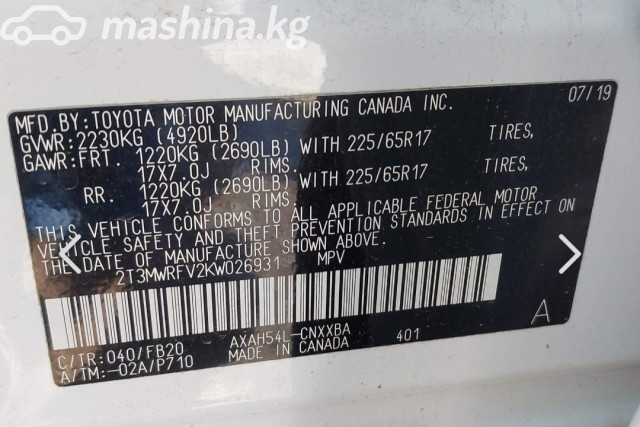 mashina.kg
MFD.BY:TOYOTA MOTOR MANUFACTURING CANADA INC. 07/19
GVWR:2230KG (4920LB)
GAWR:FRT. 1220KG (2690LB) WITH 225/65R17 TIRES,
17X7.0J RIMS.
RR. 1220KG (2690LB) WITH 225/65R17 TIRES,
17X7.0J RIMS.
THIS VEHICLE CONFORMS TO ALL APPLICABLE FEDERAL MOTOR
VEHICLE SAFETY AND THEFT PREVENTION STANDARDS IN EFFECT ON
THE DATE OF MANUFACTURE SHOWN ABOVE.
2T3MWRFV2KW026931 MPV
A
C/TR:040/FB20 AXAH54L-CNXXBA 401
A/TM:-02A/P710 MADE IN CANADA